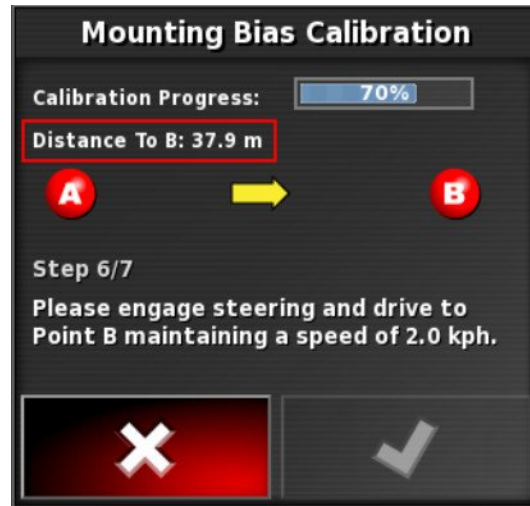 Mounting Bias Calibration
Calibration Progress: 70%
Distance To B: 37.9 m
A B
Step 6/7
Please engage steering and drive to
Point B maintaining a speed of 2.0 kph.